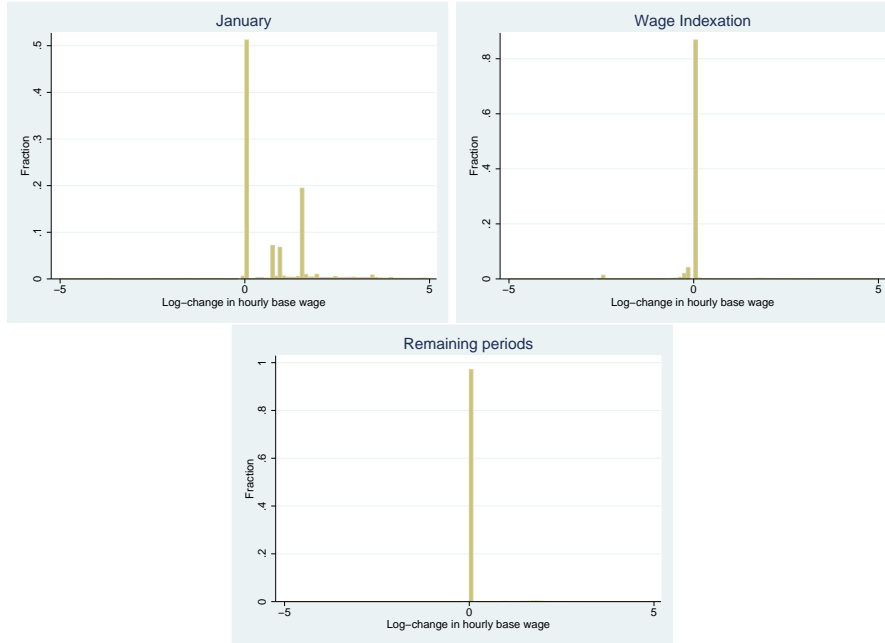 January
Fraction
.5
.4
.3
.2
.1
0
−5 0 5
Log−change in hourly base wage
Wage Indexation
Fraction
.8
.6
.4
.2
0
−5 0 5
Log−change in hourly base wage
Remaining periods
Fraction
1
.8
.6
.4
.2
0
−5 0 5
Log−change in hourly base wage